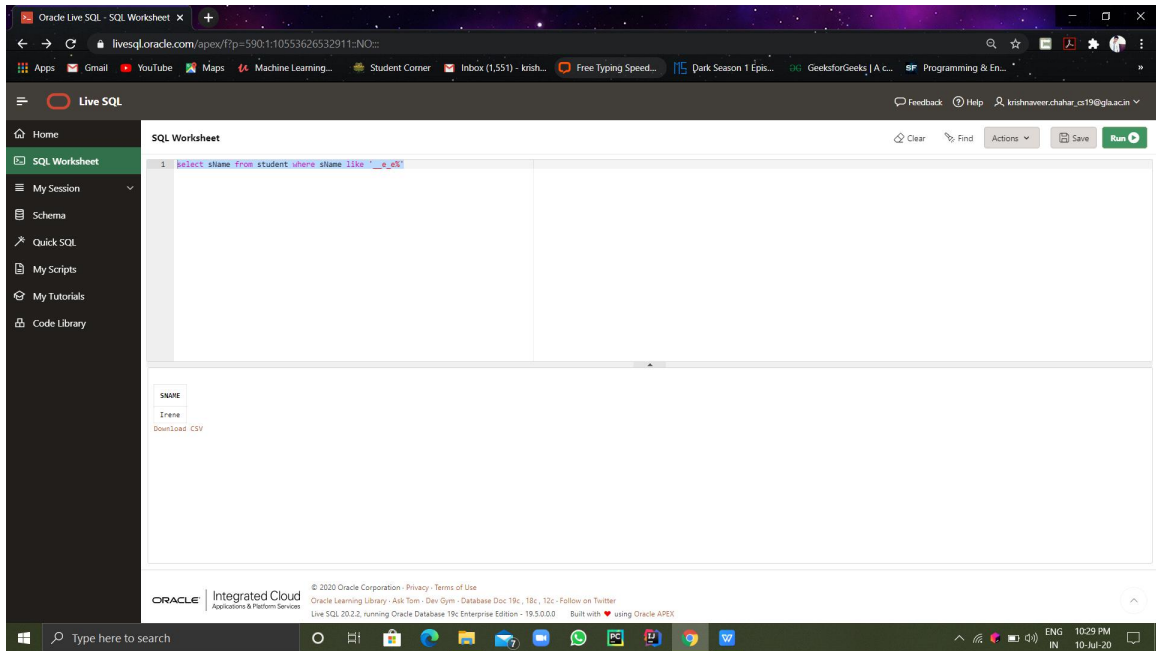 Oracle Live SQL - SQL Worksheet
livesql.oracle.com/apex/f?p=590:1:10553626532911::NO:::
Apps Gmail YouTube Maps Machine Learning... Student Corner Inbox (1,551) - krish... Free Typing Speed... Dark Season 1 Epis... GeeksforGeeks | A c... SF Programming & En... »
Live SQL
Feedback Help krishnaveer.chahar_cs19@gla.ac.in
Home
SQL Worksheet
My Session
Schema
Quick SQL
My Scripts
My Tutorials
Code Library
SQL Worksheet
Clear Find Actions Save Run
1 select sName from student where sName like '__e_e%'
SNAME
Irene
Download CSV
ORACLE Integrated Cloud
Applications & Platform Services
© 2020 Oracle Corporation · Privacy · Terms of Use
Oracle Learning Library · Ask Tom · Dev Gym · Database Doc 19c, 18c, 12c · Follow on Twitter
Live SQL 20.2.2, running Oracle Database 19c Enterprise Edition - 19.5.0.0.0 Built with ♥ using Oracle APEX
Type here to search
7
PC
W
ENG
IN
10:29 PM
10-Jul-20